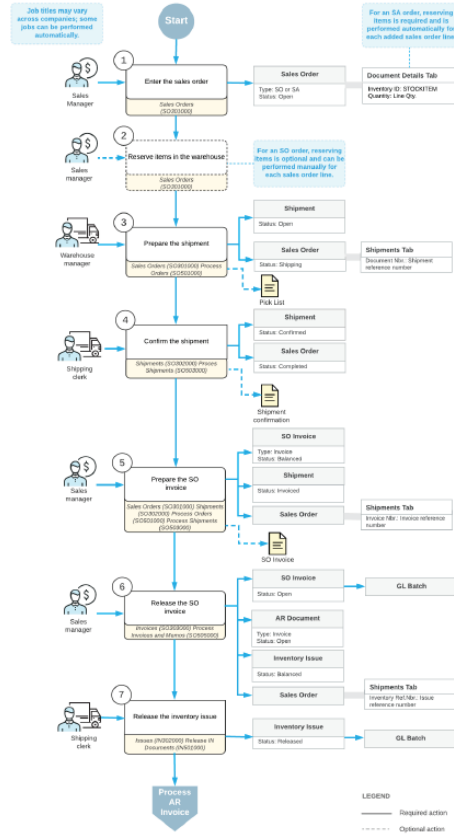 Job titles may vary
across companies; some
jobs can be performed
automatically.
Start
For an SA order, reserving
items is required and is
performed automatically for
each added sales order line.
1
Sales
Manager
Enter the sales order
Sales Orders
(SO301000)
Sales Order
Type: SO or SA
Status: Open
Document Details Tab
Inventory ID: STOCKITEM
Quantity: Line Qty.
2
Sales
manager
Reserve items in the warehouse
Sales Orders
(SO301000)
For an SO order, reserving
items is optional and can be
performed manually for
each sales order line.
3
Warehouse
manager
Prepare the shipment
Sales Orders (SO301000) Process
Orders (SO501000)
Shipment
Status: Open
Sales Order
Status: Shipping
Shipments Tab
Document Nbr.: Shipment
reference number
Pick List
4
Shipping
clerk
Confirm the shipment
Shipments (SO302000) Proces
Shipments (SO503000)
Shipment
Status: Confirmed
Sales Order
Status: Completed
Shipment
confirmation
5
Sales
manager
Prepare the SO
invoice
Sales Orders (SO301000) Shipments
(SO302000) Process Orders
(SO501000) Process Shipments
(SO503000)
SO Invoice
Type: Invoice
Status: Balanced
Shipment
Status: Invoiced
Sales Order
Shipments Tab
Invoice Nbr.: Invoice reference
number
SO Invoice
6
Sales
manager
Release the SO
invoice
Invoices (SO303000) Process
Invoices and Memos (SO505000)
SO Invoice
Status: Open
GL Batch
AR Document
Type: Invoice
Status: Open
Inventory Issue
Status: Balanced
Sales Order
Shipments Tab
Inventory Ref.Nbr.: Issue
reference number
7
Shipping
clerk
Release the inventory issue
Issues (IN302000) Release IN
Documents (IN501000)
Inventory Issue
Status: Released
GL Batch
Process
AR
Invoice
LEGEND
Required action
Optional action